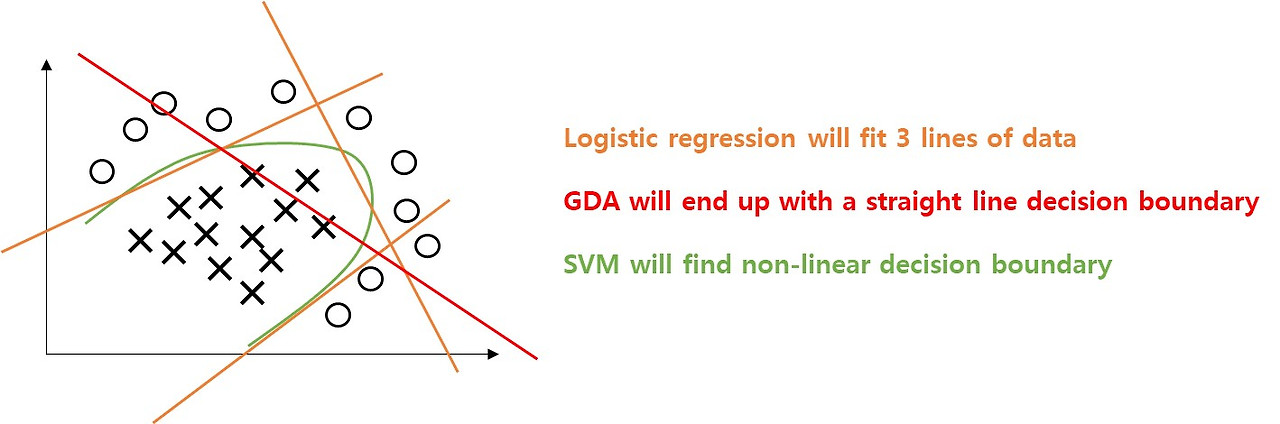 Logistic regression will fit 3 lines of data
GDA will end up with a straight line decision boundary
SVM will find non-linear decision boundary